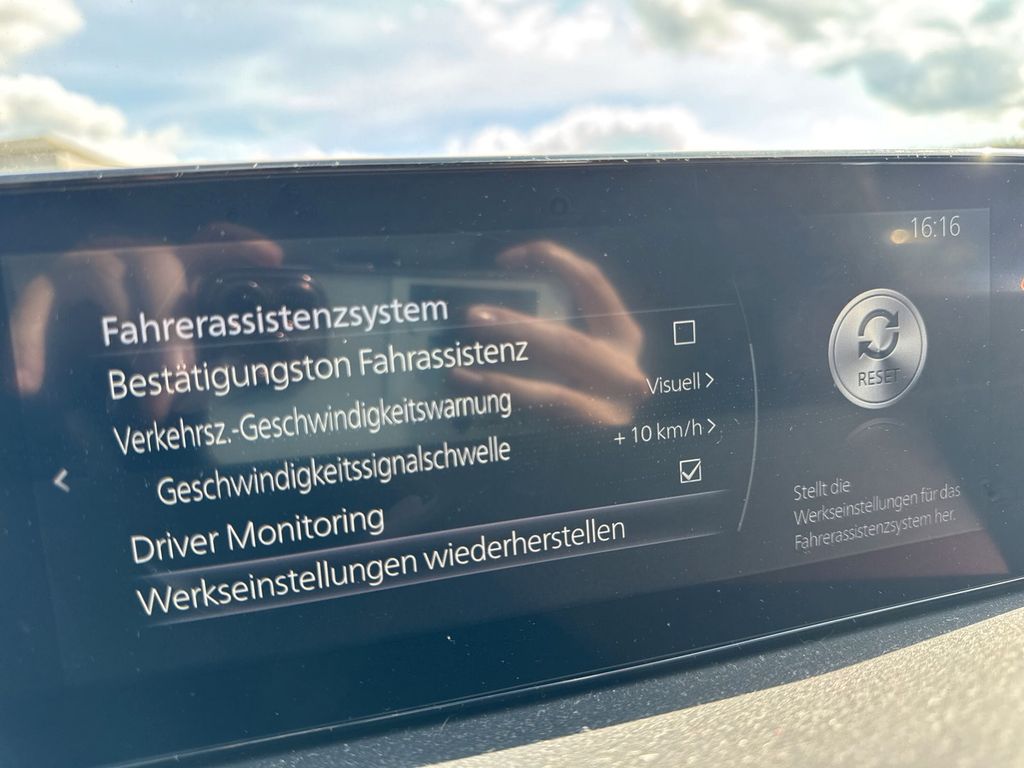 16:16
Fahrerassistenzsystem
Bestätigungston Fahrassistenz
Verkehrsz.-Geschwindigkeitswarnung Visuell >
Geschwindigkeitssignalschwelle + 10 km/h >
Driver Monitoring
Werkseinstellungen wiederherstellen
RESET
Stellt die
Werkseinstellungen für das
Fahrerassistenzsystem her.